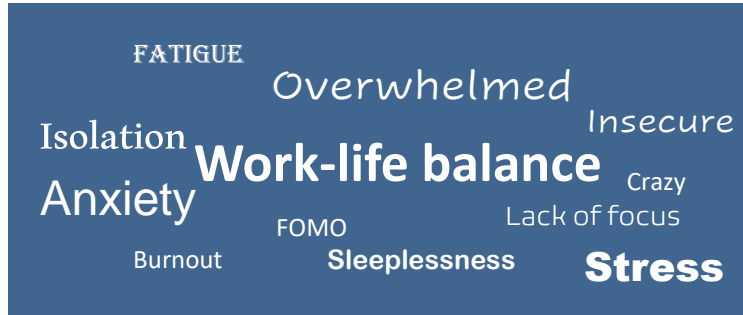 FATIGUE
Overwhelmed
Insecure
Isolation
Work-life balance
Crazy
Anxiety
Lack of focus
FOMO
Burnout
Sleeplessness
Stress